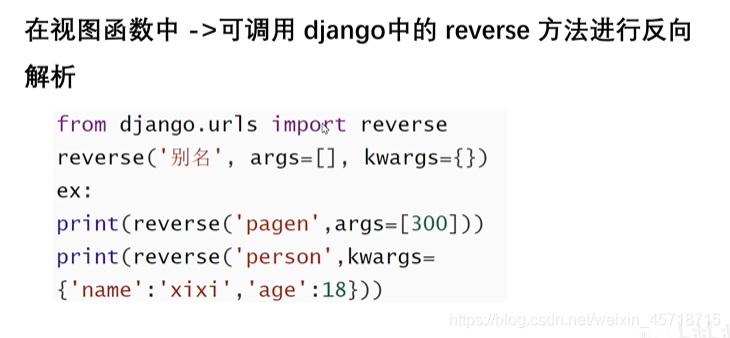 在视图函数中 ->可调用 django中的 reverse 方法进行反向
解析
from django.urls import reverse
reverse('别名', args=[], kwargs={})
ex:
print(reverse('pagen',args=[300]))
print(reverse('person',kwargs=
{'name':'xixi','age':18}))
https://blog.csdn.net/weixin_45718715